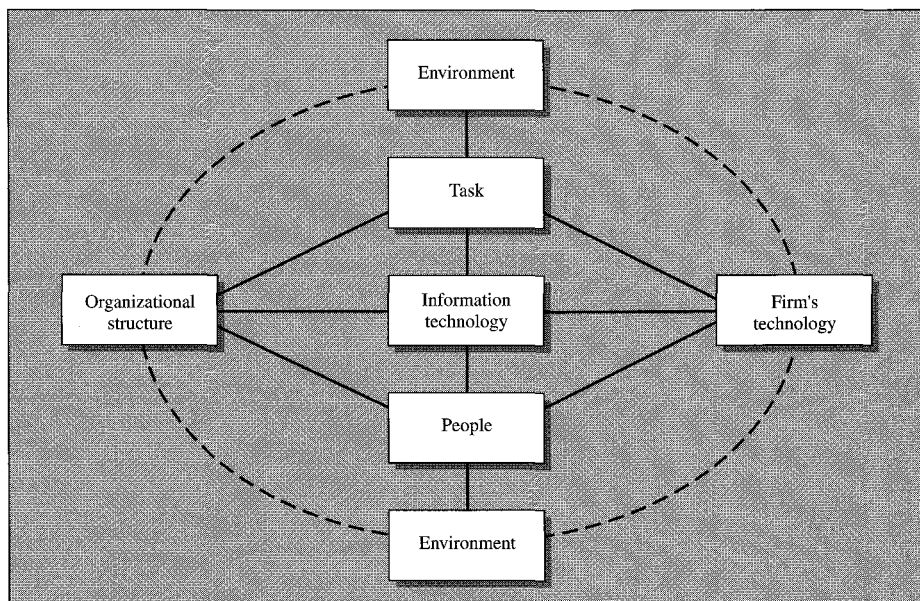 Environment
Task
Organizational
structure
Information
technology
Firm's
technology
People
Environment